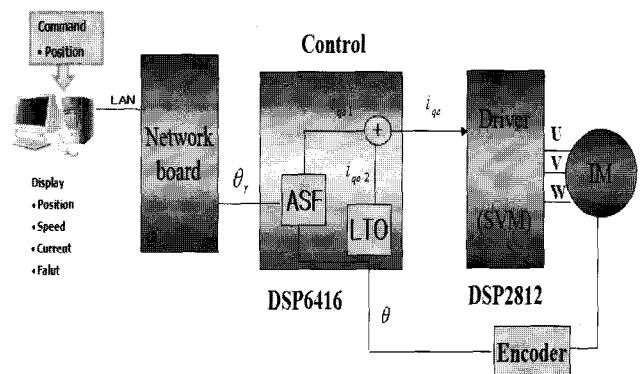 Command
• Position
LAN
Network
board
Display
• Position
• Speed
• Current
• Falut
θr
Control
iqe1
iqe2
+
iqe
ASF
LTO
DSP6416
Driver
(SVM)
DSP2812
U
V
W
IM
θ
Encoder